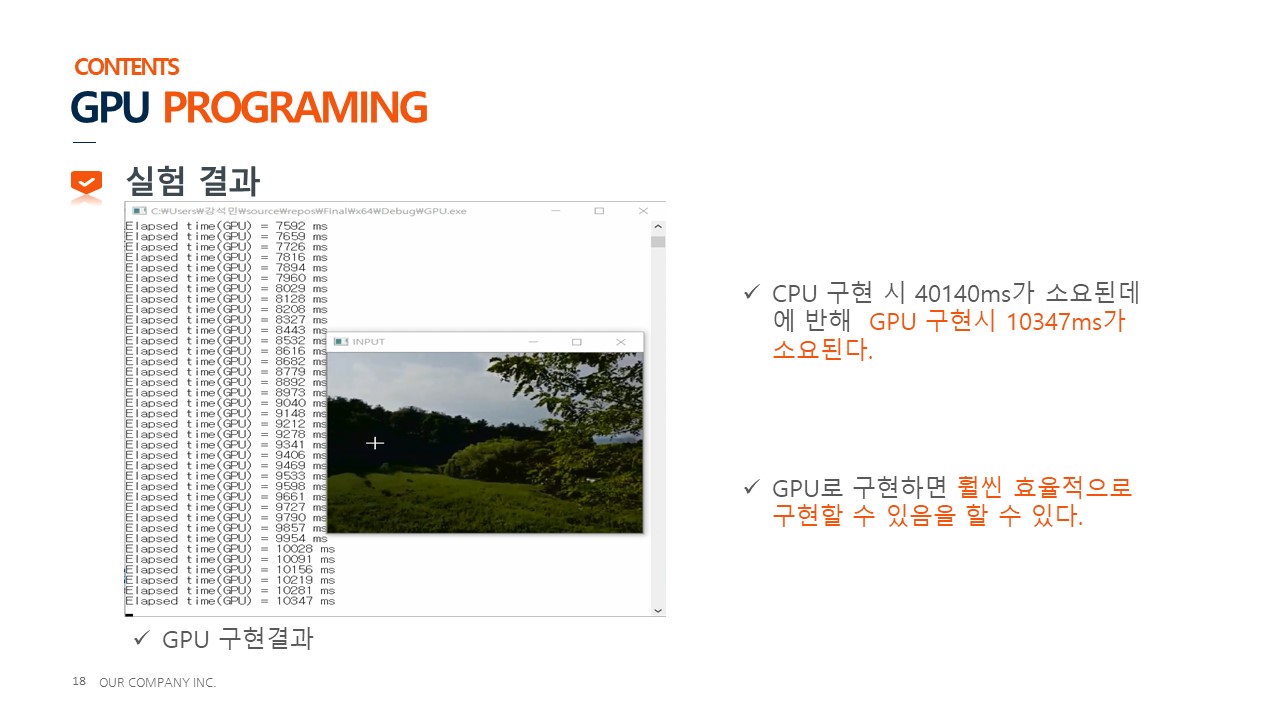 CONTENTS
GPU PROGRAMING
실험 결과
C:₩Users₩강석민₩source₩repos₩Final₩x64₩Debug₩GPU.exe
Elapsed time(GPU) = 7592 ms
Elapsed time(GPU) = 7659 ms
Elapsed time(GPU) = 7726 ms
Elapsed time(GPU) = 7816 ms
Elapsed time(GPU) = 7894 ms
Elapsed time(GPU) = 7960 ms
Elapsed time(GPU) = 8029 ms
Elapsed time(GPU) = 8128 ms
Elapsed time(GPU) = 8208 ms
Elapsed time(GPU) = 8327 ms
Elapsed time(GPU) = 8443 ms
Elapsed time(GPU) = 8532 ms
Elapsed time(GPU) = 8616 ms
Elapsed time(GPU) = 8682 ms
Elapsed time(GPU) = 8779 ms
Elapsed time(GPU) = 8892 ms
Elapsed time(GPU) = 8973 ms
Elapsed time(GPU) = 9040 ms
Elapsed time(GPU) = 9148 ms
Elapsed time(GPU) = 9212 ms
Elapsed time(GPU) = 9278 ms
Elapsed time(GPU) = 9341 ms
Elapsed time(GPU) = 9406 ms
Elapsed time(GPU) = 9469 ms
Elapsed time(GPU) = 9533 ms
Elapsed time(GPU) = 9598 ms
Elapsed time(GPU) = 9661 ms
Elapsed time(GPU) = 9727 ms
Elapsed time(GPU) = 9790 ms
Elapsed time(GPU) = 9857 ms
Elapsed time(GPU) = 9954 ms
Elapsed time(GPU) = 10028 ms
Elapsed time(GPU) = 10091 ms
Elapsed time(GPU) = 10156 ms
Elapsed time(GPU) = 10219 ms
Elapsed time(GPU) = 10281 ms
Elapsed time(GPU) = 10347 ms
INPUT
GPU 구현결과
CPU 구현 시 40140ms가 소요된데
에 반해 GPU 구현시 10347ms가
소요된다.
GPU로 구현하면 훨씬 효율적으로
구현할 수 있음을 할 수 있다.
18 OUR COMPANY INC.